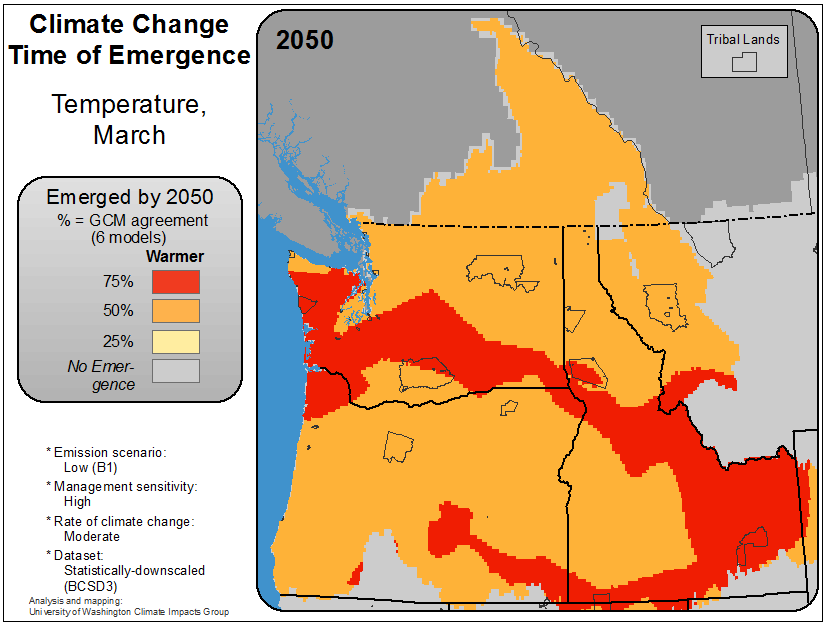 Climate Change
Time of Emergence
Temperature,
March
Emerged by 2050
% = GCM agreement
(6 models)
Warmer
75%
50%
25%
No Emer-
gence
* Emission scenario:
Low (B1)
* Management sensitivity:
High
* Rate of climate change:
Moderate
* Dataset:
Statistically-downscaled
(BCSD3)
Analysis and mapping:
University of Washington Climate Impacts Group
2050
Tribal Lands